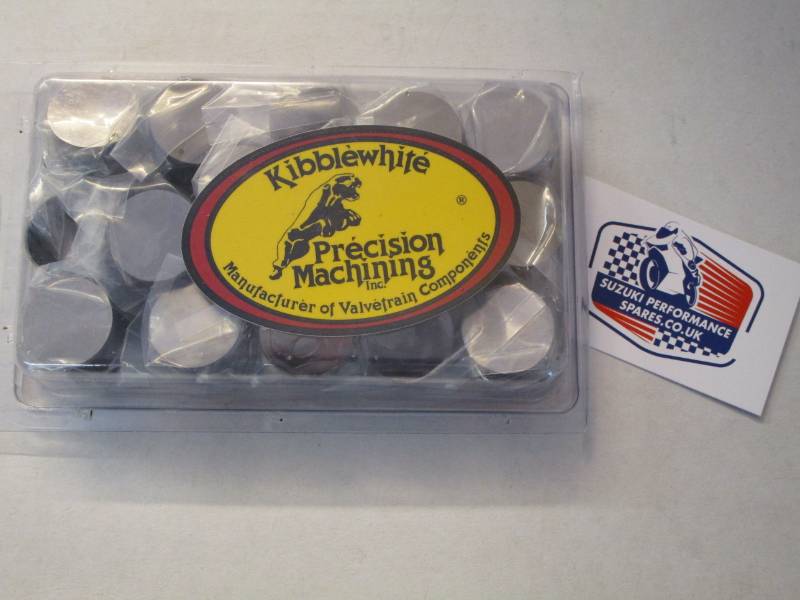 Kibblewhite
®
Precision
Machining
Inc.
Manufacturer of Valvetrain Components
SUZUKI PERFORMANCE
SPARES.CO.UK